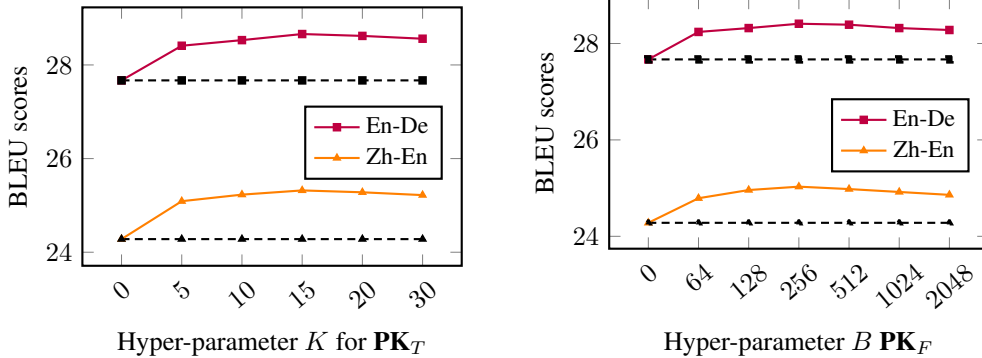 BLEU scores
28
26
24
En-De
Zh-En
0 5 10 15 20 30
Hyper-parameter K for PK_T
BLEU scores
28
26
24
En-De
Zh-En
0 64 128 256 512 1024 2048
Hyper-parameter B PK_F